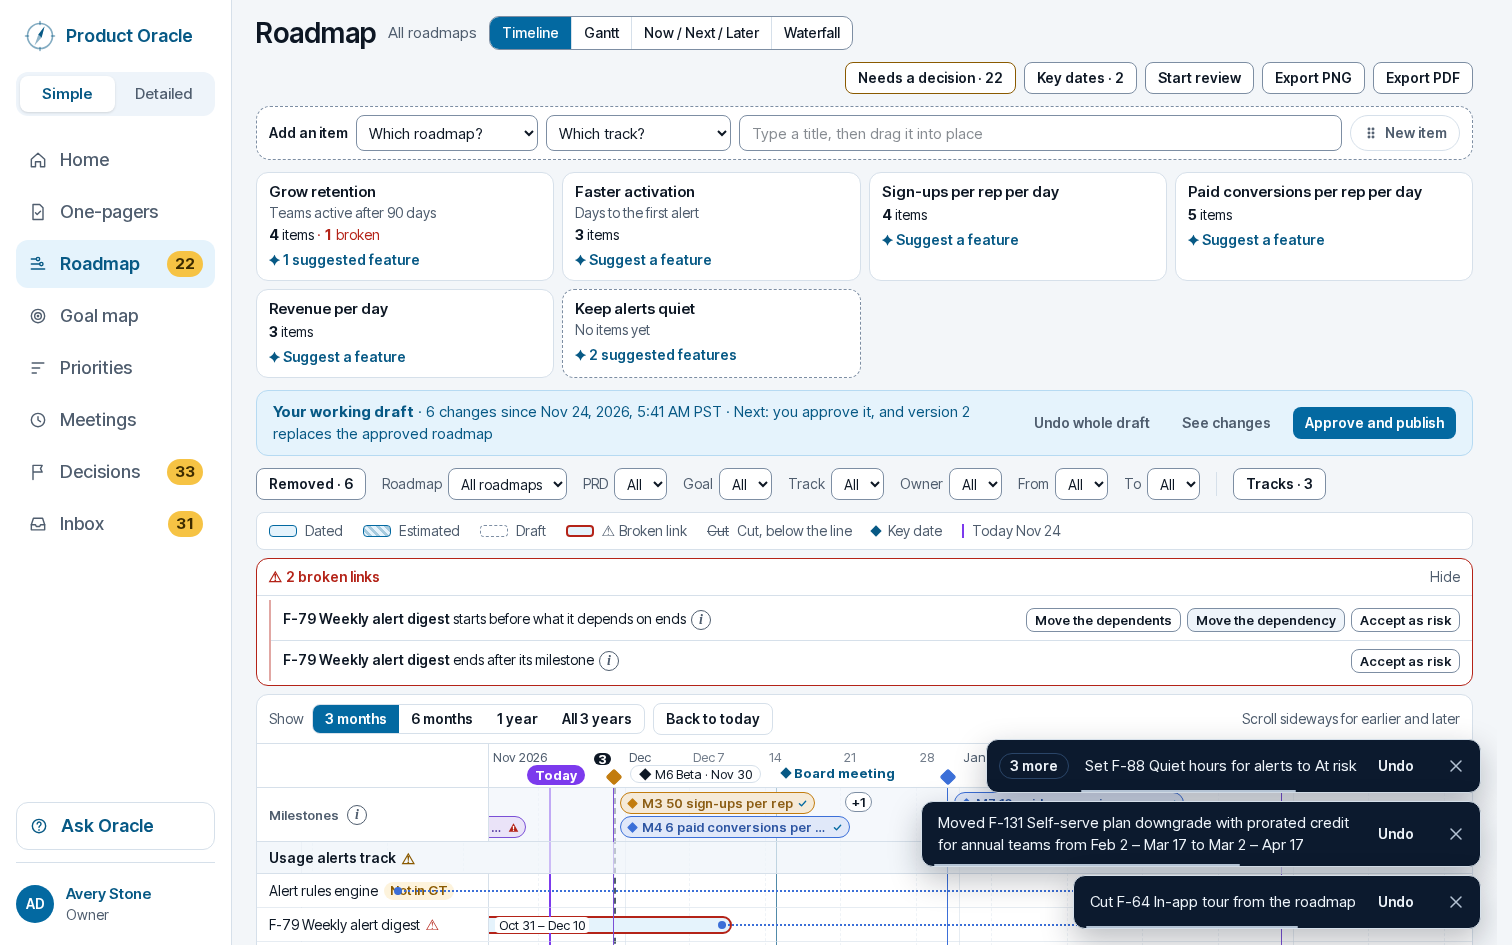 Product Oracle
Simple
Detailed
Home
One-pagers
Roadmap 22
Goal map
Priorities
Meetings
Decisions 33
Inbox 31
Ask Oracle
AD
Avery Stone
Owner
Roadmap
All roadmaps
Timeline
Gantt
Now / Next / Later
Waterfall
Needs a decision · 22
Key dates · 2
Start review
Export PNG
Export PDF
Add an item
Which roadmap?
Which track?
Type a title, then drag it into place
New item
Grow retention
Teams active after 90 days
4 items · 1 broken
1 suggested feature
Faster activation
Days to the first alert
3 items
Suggest a feature
Sign-ups per rep per day
4 items
Suggest a feature
Paid conversions per rep per day
5 items
Suggest a feature
Revenue per day
3 items
Suggest a feature
Keep alerts quiet
No items yet
2 suggested features
Your working draft · 6 changes since Nov 24, 2026, 5:41 AM PST · Next: you approve it, and version 2
replaces the approved roadmap
Undo whole draft
See changes
Approve and publish
Removed · 6
Roadmap
All roadmaps
PRD
All
Goal
All
Track
All
Owner
All
From
All
To
All
Tracks · 3
Dated
Estimated
Draft
⚠ Broken link
Cut Cut, below the line
Key date
Today Nov 24
⚠ 2 broken links
Hide
F-79 Weekly alert digest starts before what it depends on ends i
Move the dependents
Move the dependency
Accept as risk
F-79 Weekly alert digest ends after its milestone i
Accept as risk
Show
3 months
6 months
1 year
All 3 years
Back to today
Scroll sideways for earlier and later
Nov 2026
3
Dec
Dec 7
14
21
28
Jan
Today
M6 Beta · Nov 30
Board meeting
Milestones i
M3 50 sign-ups per rep
+1
...
M4 6 paid conversions per ...
Usage alerts track ⚠
Alert rules engine
Not in GT
F-79 Weekly alert digest ⚠
Oct 31 – Dec 10
3 more
Set F-88 Quiet hours for alerts to At risk
Undo
Moved F-131 Self-serve plan downgrade with prorated credit
for annual teams from Feb 2 – Mar 17 to Mar 2 – Apr 17
Undo
Cut F-64 In-app tour from the roadmap
Undo